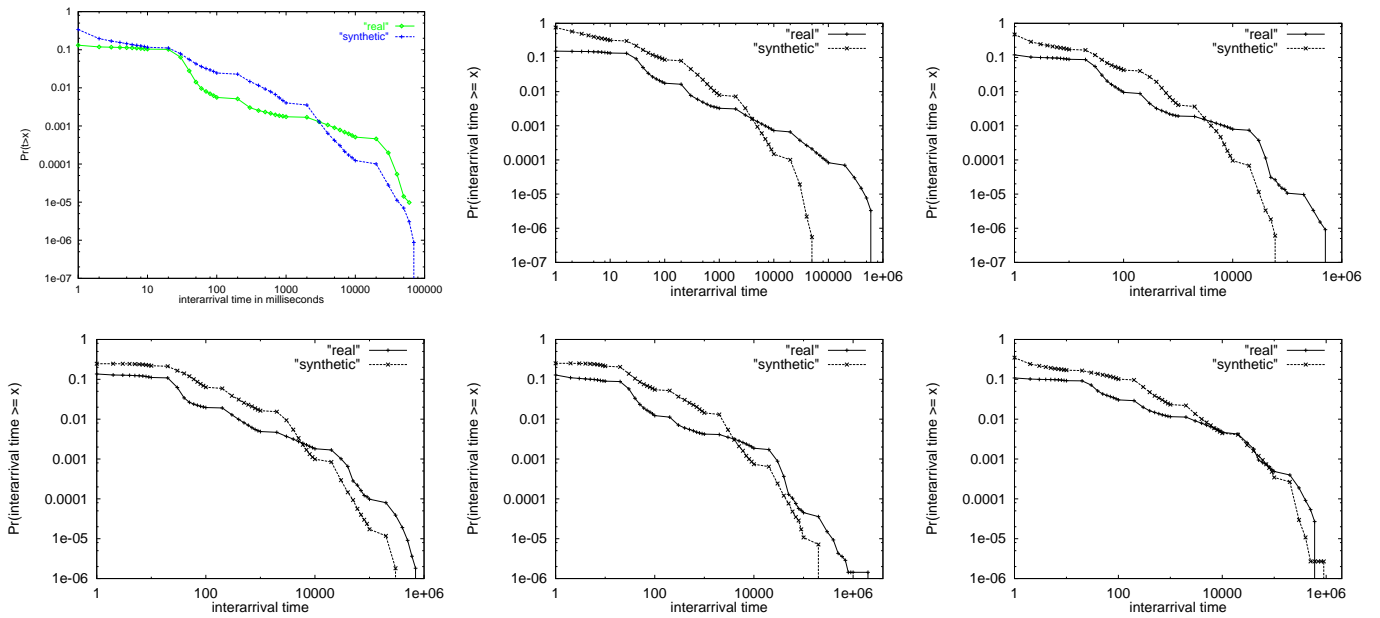 1
0.1
0.01
0.001
0.0001
1e-05
1e-06
1e-07
1
10
100
1000
10000
100000
Pr(t>x)
interarrival time in milliseconds
"real"
"synthetic"
1
0.1
0.01
0.001
0.0001
1e-05
1e-06
1e-07
1
10
100
1000
10000
100000
1e+06
Pr(interarrival time >= x)
interarrival time
"real"
"synthetic"
1
0.1
0.01
0.001
0.0001
1e-05
1e-06
1e-07
1
100
10000
1e+06
Pr(interarrival time >= x)
interarrival time
"real"
"synthetic"
1
0.1
0.01
0.001
0.0001
1e-05
1e-06
1
100
10000
1e+06
Pr(interarrival time >= x)
interarrival time
"real"
"synthetic"
1
0.1
0.01
0.001
0.0001
1e-05
1e-06
1
100
10000
1e+06
Pr(interarrival time >= x)
interarrival time
"real"
"synthetic"
1
0.1
0.01
0.001
0.0001
1e-05
1e-06
1
100
10000
1e+06
Pr(interarrival time >= x)
interarrival time
"real"
"synthetic"